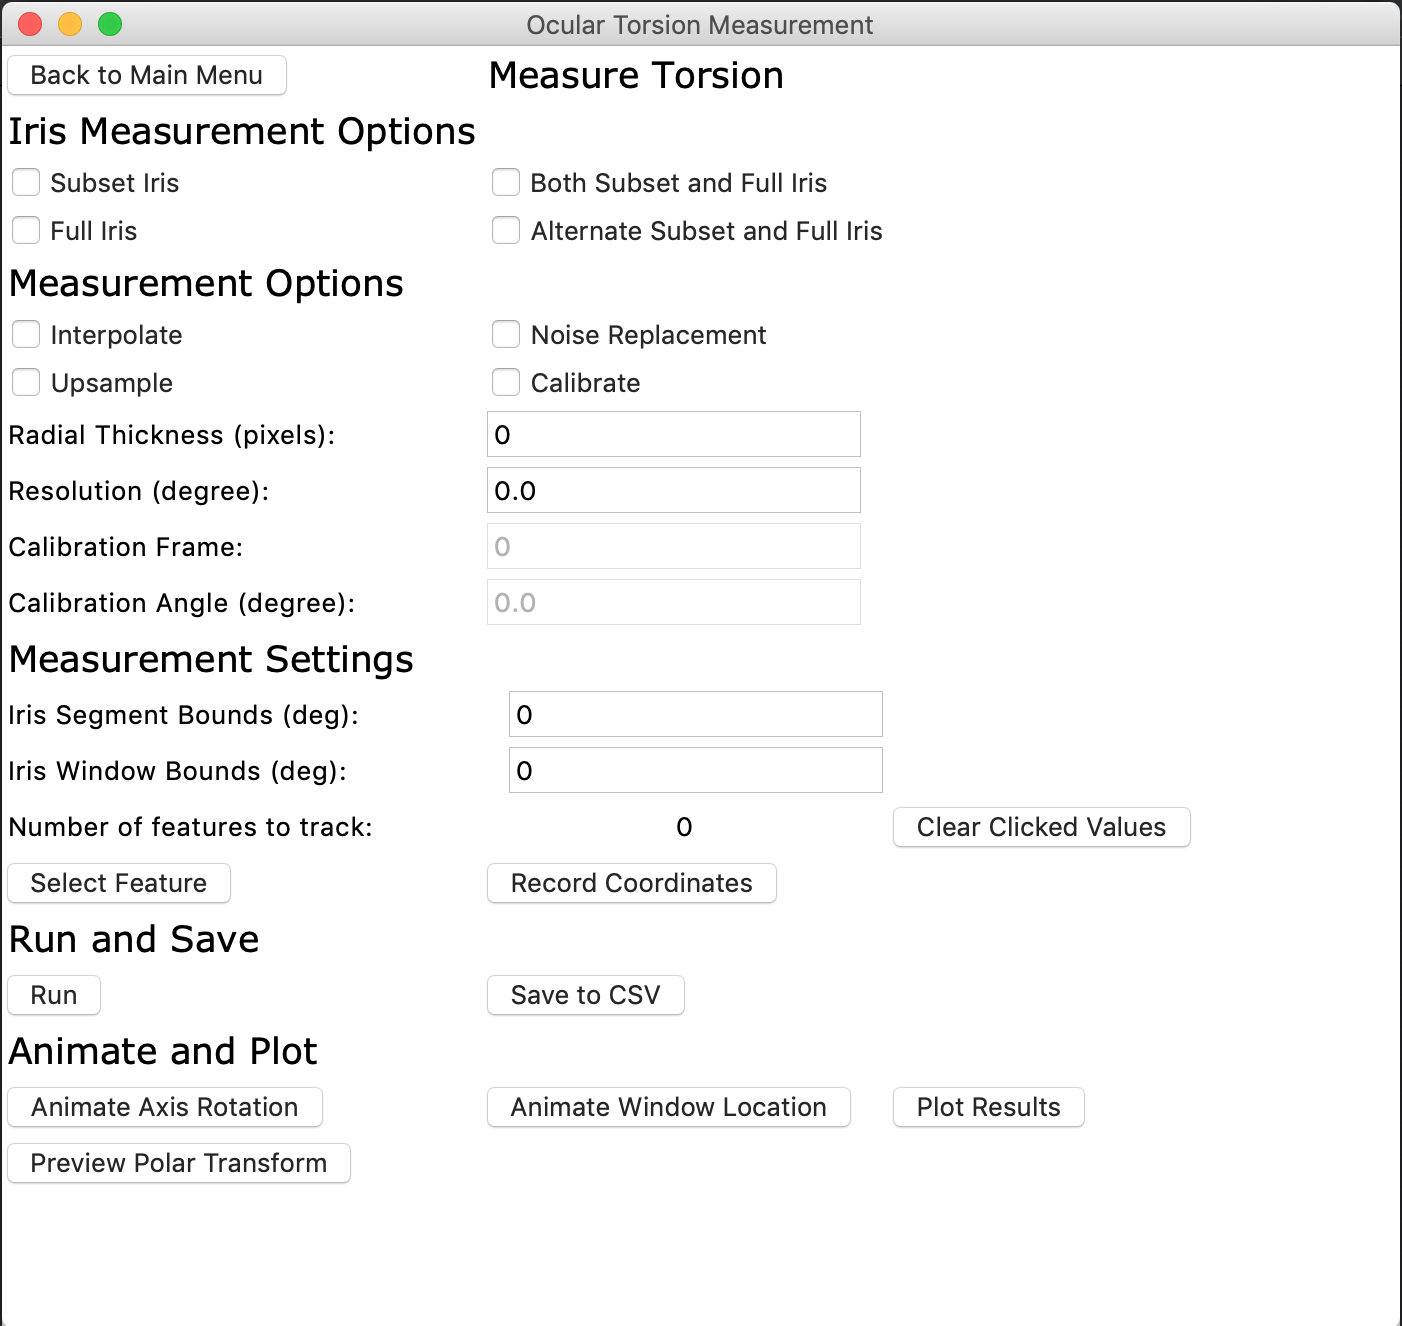 Ocular Torsion Measurement
Back to Main Menu Measure Torsion
Iris Measurement Options
Subset Iris Both Subset and Full Iris
Full Iris Alternate Subset and Full Iris
Measurement Options
Interpolate Noise Replacement
Upsample Calibrate
Radial Thickness (pixels): 0
Resolution (degree): 0.0
Calibration Frame: 0
Calibration Angle (degree): 0.0
Measurement Settings
Iris Segment Bounds (deg): 0
Iris Window Bounds (deg): 0
Number of features to track: 0 Clear Clicked Values
Select Feature Record Coordinates
Run and Save
Run Save to CSV
Animate and Plot
Animate Axis Rotation Animate Window Location Plot Results
Preview Polar Transform